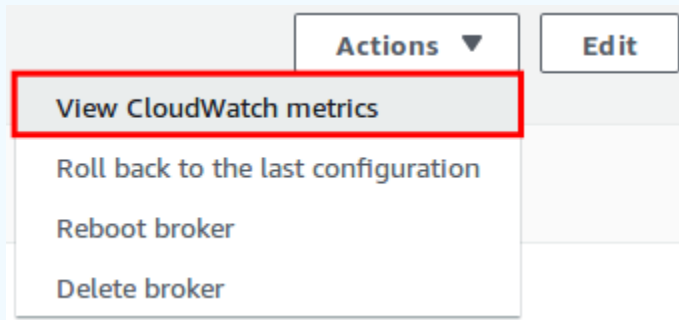 Actions ▼ Edit
View CloudWatch metrics
Roll back to the last configuration
Reboot broker
Delete broker